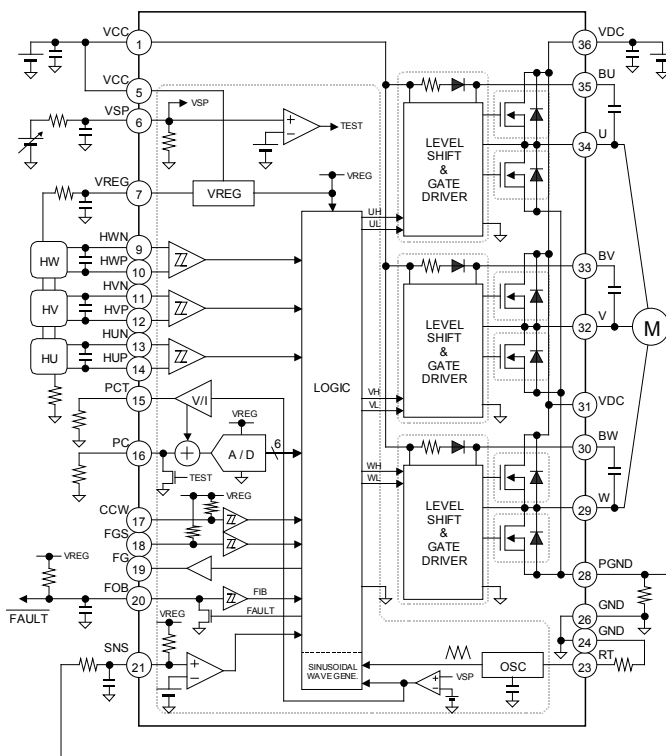 VCC
1
VCC
5
VSP
6
VSP
TEST
VREG
7
VREG
VREG
HWN
9
HWP
10
HW
HVN
11
HVP
12
HV
HUN
13
HUP
14
HU
PCT
15
V/I
VREG
PC
16
A / D
6
TEST
CCW
17
VREG
FGS
18
FG
19
VREG
FOB
20
FIB
FAULT
FAULT
VREG
SNS
21
LOGIC
SINUSOIDAL
WAVE GENE.
UH
UL
VH
VL
WH
WL
LEVEL
SHIFT
&
GATE
DRIVER
LEVEL
SHIFT
&
GATE
DRIVER
LEVEL
SHIFT
&
GATE
DRIVER
OSC
VSP
VDC
36
BU
35
U
34
BV
33
V
32
M
VDC
31
BW
30
W
29
PGND
28
GND
26
GND
24
RT
23